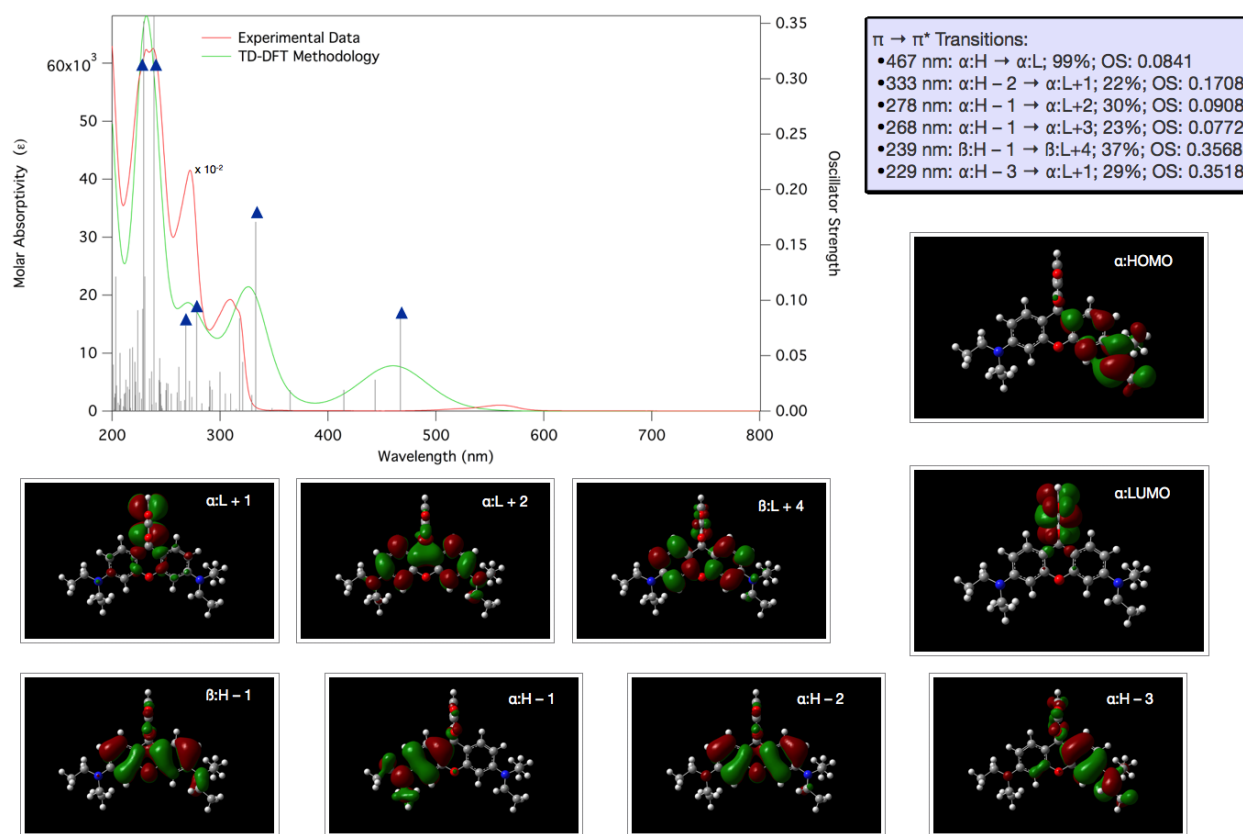 Experimental Data
TD-DFT Methodology
60x10³
50
40
30
20
10
0
Molar Absorptivity (ε)
x 10⁻²
0.35
0.30
0.25
0.20
0.15
0.10
0.05
0.00
Oscillator Strength
200
300
400
500
600
700
800
Wavelength (nm)
π → π* Transitions:
•467 nm: α:H → α:L; 99%; OS: 0.0841
•333 nm: α:H – 2 → α:L+1; 22%; OS: 0.1708
•278 nm: α:H – 1 → α:L+2; 30%; OS: 0.0908
•268 nm: α:H – 1 → α:L+3; 23%; OS: 0.0772
•239 nm: ß:H – 1 → ß:L+4; 37%; OS: 0.3568
•229 nm: α:H – 3 → α:L+1; 29%; OS: 0.3518
α:HOMO
α:L + 1
α:L + 2
ß:L + 4
α:LUMO
ß:H – 1
α:H – 1
α:H – 2
α:H – 3